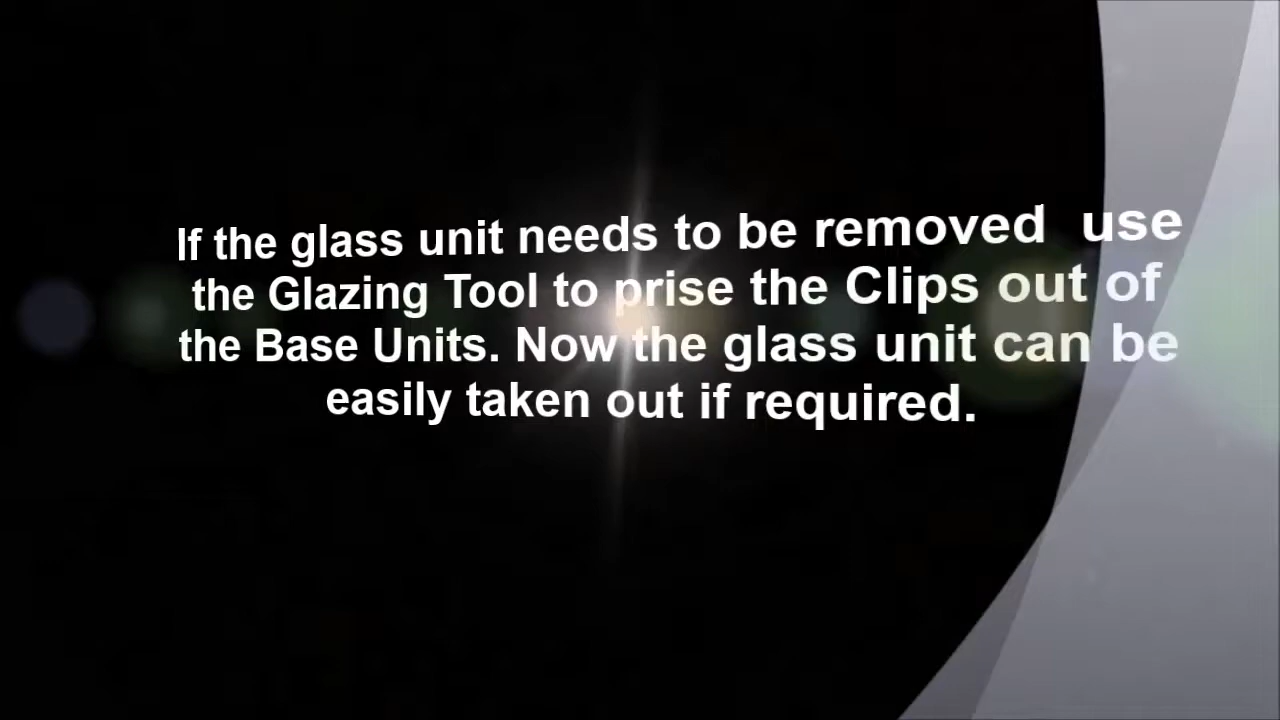 If the glass unit needs to be removed use
the Glazing Tool to prise the Clips out of
the Base Units. Now the glass unit can be
easily taken out if required.